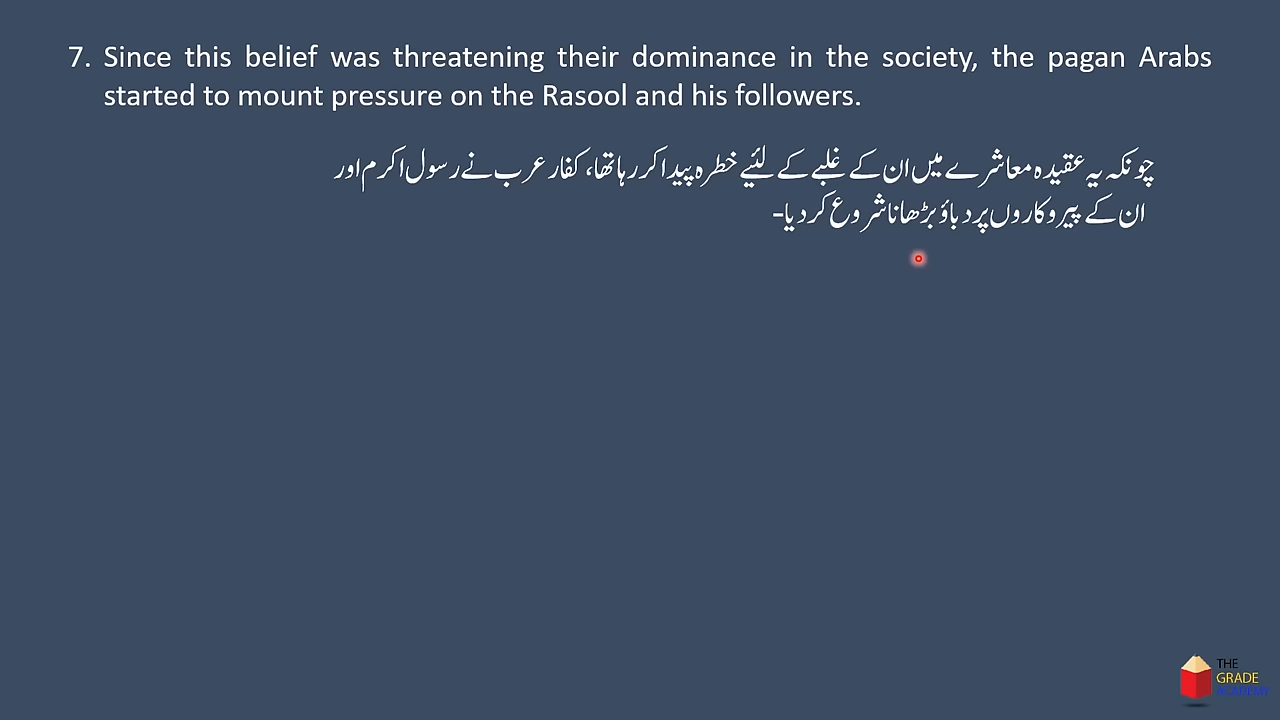 7. Since this belief was threatening their dominance in the society, the pagan Arabs
started to mount pressure on the Rasool and his followers.
چونکہ یہ عقیدہ معاشرے میں ان کے غلبے کے لئیے خطرہ پیدا کر رہا تھا، کفار عرب نے رسول اکرم اور
ان کے پیروکاروں پر دباؤ بڑھانا شروع کر دیا-
THE
GRADE
ACADEMY